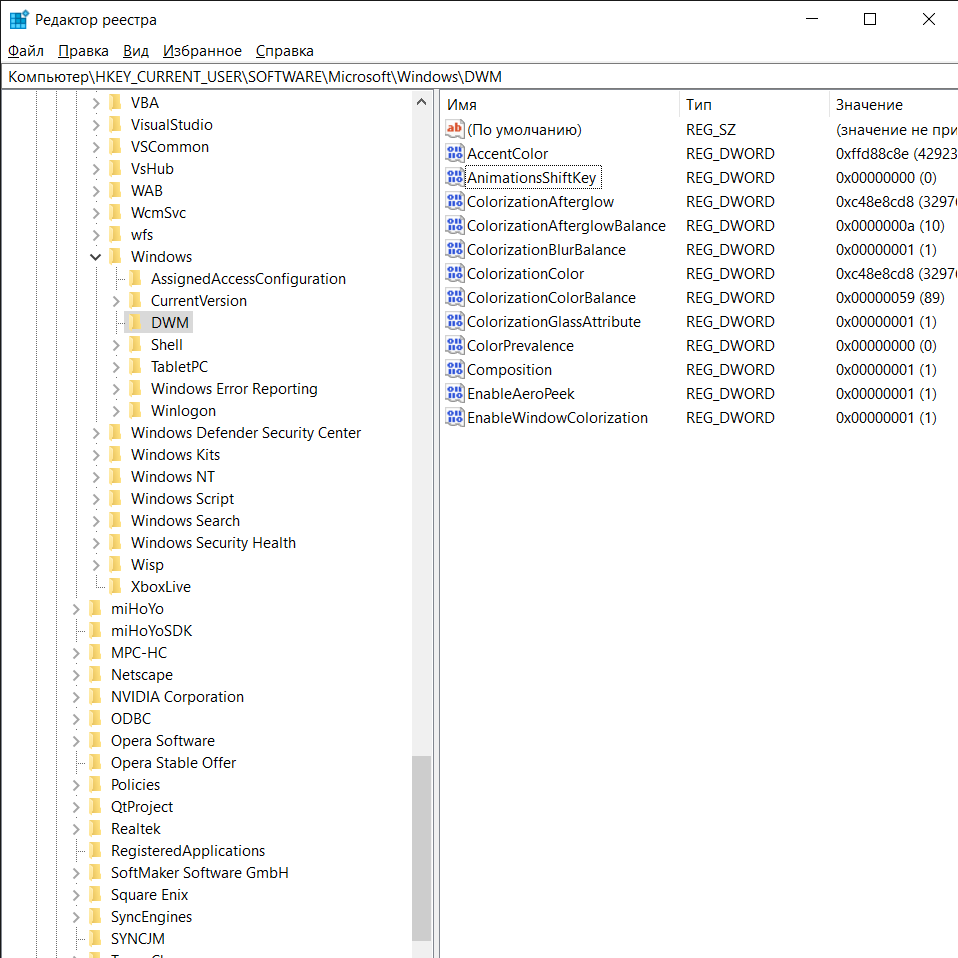 Редактор реестра
Файл Правка Вид Избранное Справка
Компьютер\HKEY_CURRENT_USER\SOFTWARE\Microsoft\Windows\DWM
VBA
VisualStudio
VSCommon
VsHub
WAB
WcmSvc
wfs
Windows
AssignedAccessConfiguration
CurrentVersion
DWM
Shell
TabletPC
Windows Error Reporting
Winlogon
Windows Defender Security Center
Windows Kits
Windows NT
Windows Script
Windows Search
Windows Security Health
Wisp
XboxLive
miHoYo
miHoYoSDK
MPC-HC
Netscape
NVIDIA Corporation
ODBC
Opera Software
Opera Stable Offer
Policies
QtProject
Realtek
RegisteredApplications
SoftMaker Software GmbH
Square Enix
SyncEngines
SYNCJM
Имя Тип Значение
(По умолчанию) REG_SZ (значение не при
AccentColor REG_DWORD 0xffd88c8e (42923
AnimationsShiftKey REG_DWORD 0x00000000 (0)
ColorizationAfterglow REG_DWORD 0xc48e8cd8 (3297
ColorizationAfterglowBalance REG_DWORD 0x0000000a (10)
ColorizationBlurBalance REG_DWORD 0x00000001 (1)
ColorizationColor REG_DWORD 0xc48e8cd8 (3297
ColorizationColorBalance REG_DWORD 0x00000059 (89)
ColorizationGlassAttribute REG_DWORD 0x00000001 (1)
ColorPrevalence REG_DWORD 0x00000000 (0)
Composition REG_DWORD 0x00000001 (1)
EnableAeroPeek REG_DWORD 0x00000001 (1)
EnableWindowColorization REG_DWORD 0x00000001 (1)